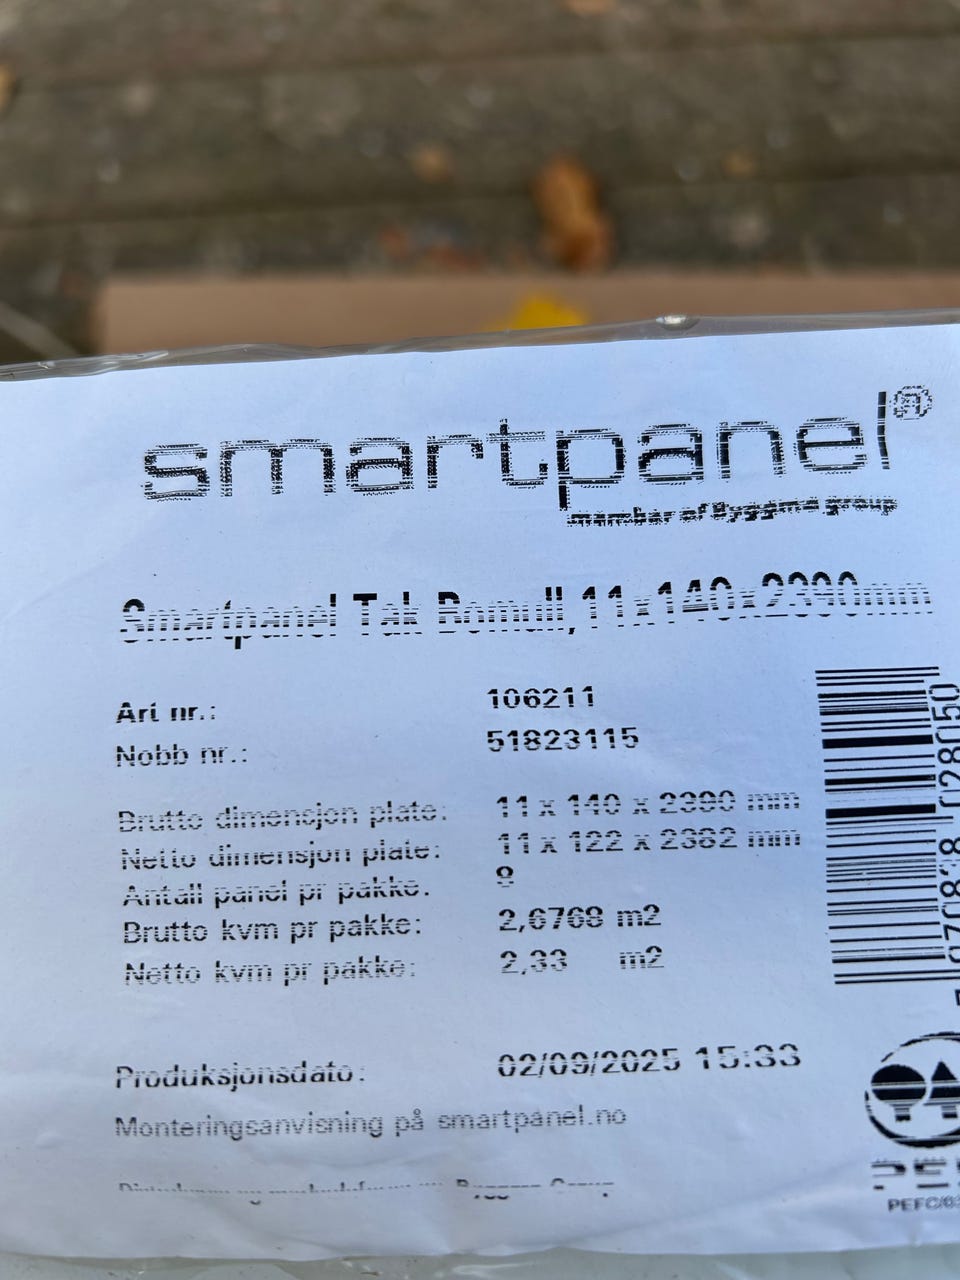 smartpanel®
member of Byggma group
Smartpanel Tak Bomull, 11x140x2390mm
Art nr.: 106211
Nobb nr.: 51823115
Brutto dimensjon plate: 11 x 140 x 2390 mm
Netto dimensjon plate: 11 x 122 x 2382 mm
Antall panel pr pakke: 8
Brutto kvm pr pakke: 2,6768 m2
Netto kvm pr pakke: 2,33 m2
Produksjonsdato: 02/09/2025 15:33
Monteringsanvisning på smartpanel.no